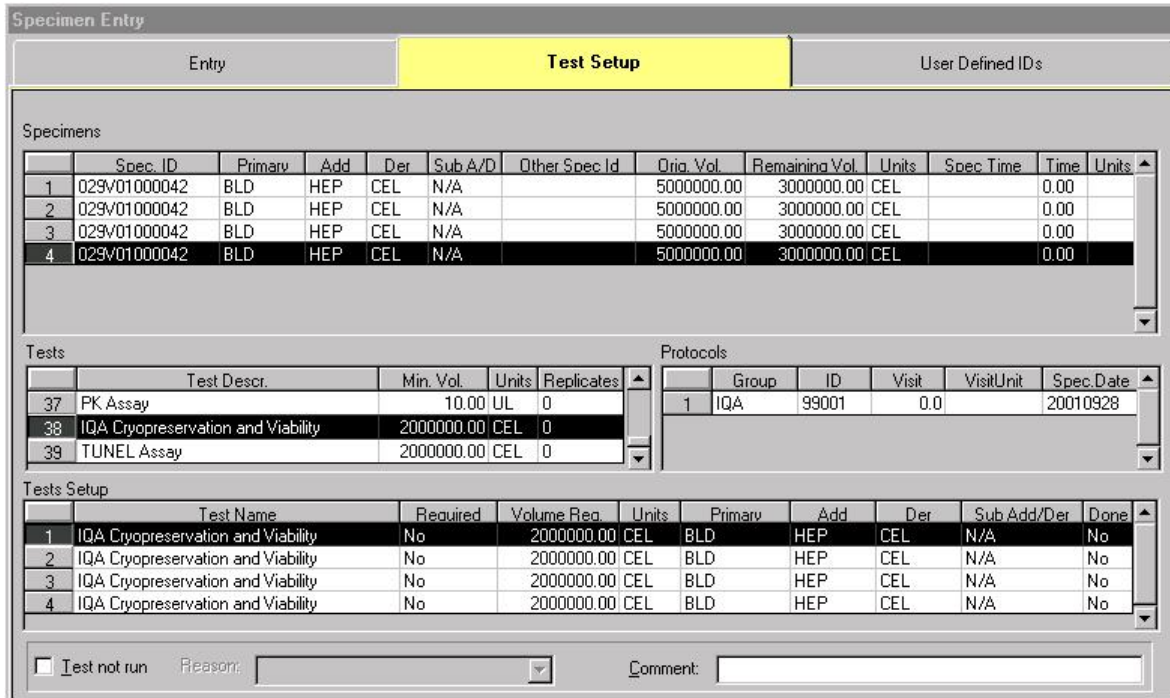 Specimen Entry
Entry Test Setup User Defined IDs
Specimens
Spec. ID Primary Add Der Sub A/D Other Spec Id Orig. Vol. Remaining Vol. Units Spec Time Time Units
1 029V01000042 BLD HEP CEL N/A 5000000.00 3000000.00 CEL 0.00
2 029V01000042 BLD HEP CEL N/A 5000000.00 3000000.00 CEL 0.00
3 029V01000042 BLD HEP CEL N/A 5000000.00 3000000.00 CEL 0.00
4 029V01000042 BLD HEP CEL N/A 5000000.00 3000000.00 CEL 0.00
Tests
Test Descr. Min. Vol. Units Replicates
37 PK Assay 10.00 UL 0
38 IQA Cryopreservation and Viability 2000000.00 CEL 0
39 TUNEL Assay 2000000.00 CEL 0
Protocols
Group ID Visit VisitUnit Spec.Date
1 IQA 99001 0.0 20010928
Tests Setup
Test Name Required Volume Req. Units Primary Add Der Sub Add/Der Done
1 IQA Cryopreservation and Viability No 2000000.00 CEL BLD HEP CEL N/A No
2 IQA Cryopreservation and Viability No 2000000.00 CEL BLD HEP CEL N/A No
3 IQA Cryopreservation and Viability No 2000000.00 CEL BLD HEP CEL N/A No
4 IQA Cryopreservation and Viability No 2000000.00 CEL BLD HEP CEL N/A No
Test not run Reason: Comment: